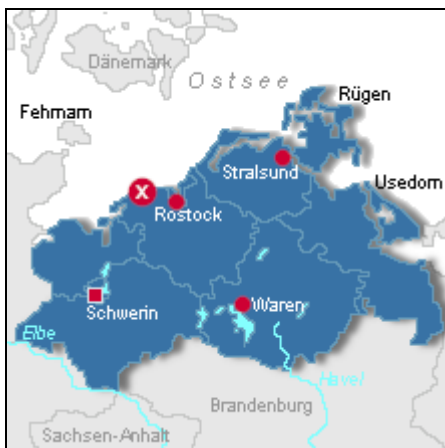 Dänemark
Ostsee
Rügen
Fehmarn
Stralsund
Usedom
X
Rostock
Schwerin
Waren
Elbe
Havel
Brandenburg
Sachsen-Anhalt